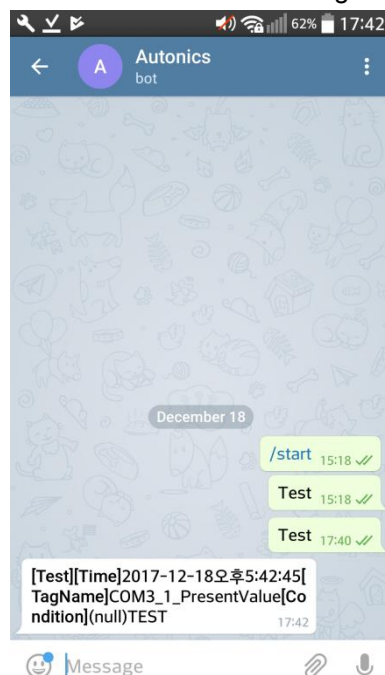 62% 17:42
A
Autonics
bot
December 18
/start 15:18
Test 15:18
Test 17:40
[Test][Time]2017-12-18오후5:42:45[
TagName]COM3_1_PresentValue[Co
ndition](null)TEST
17:42
Message